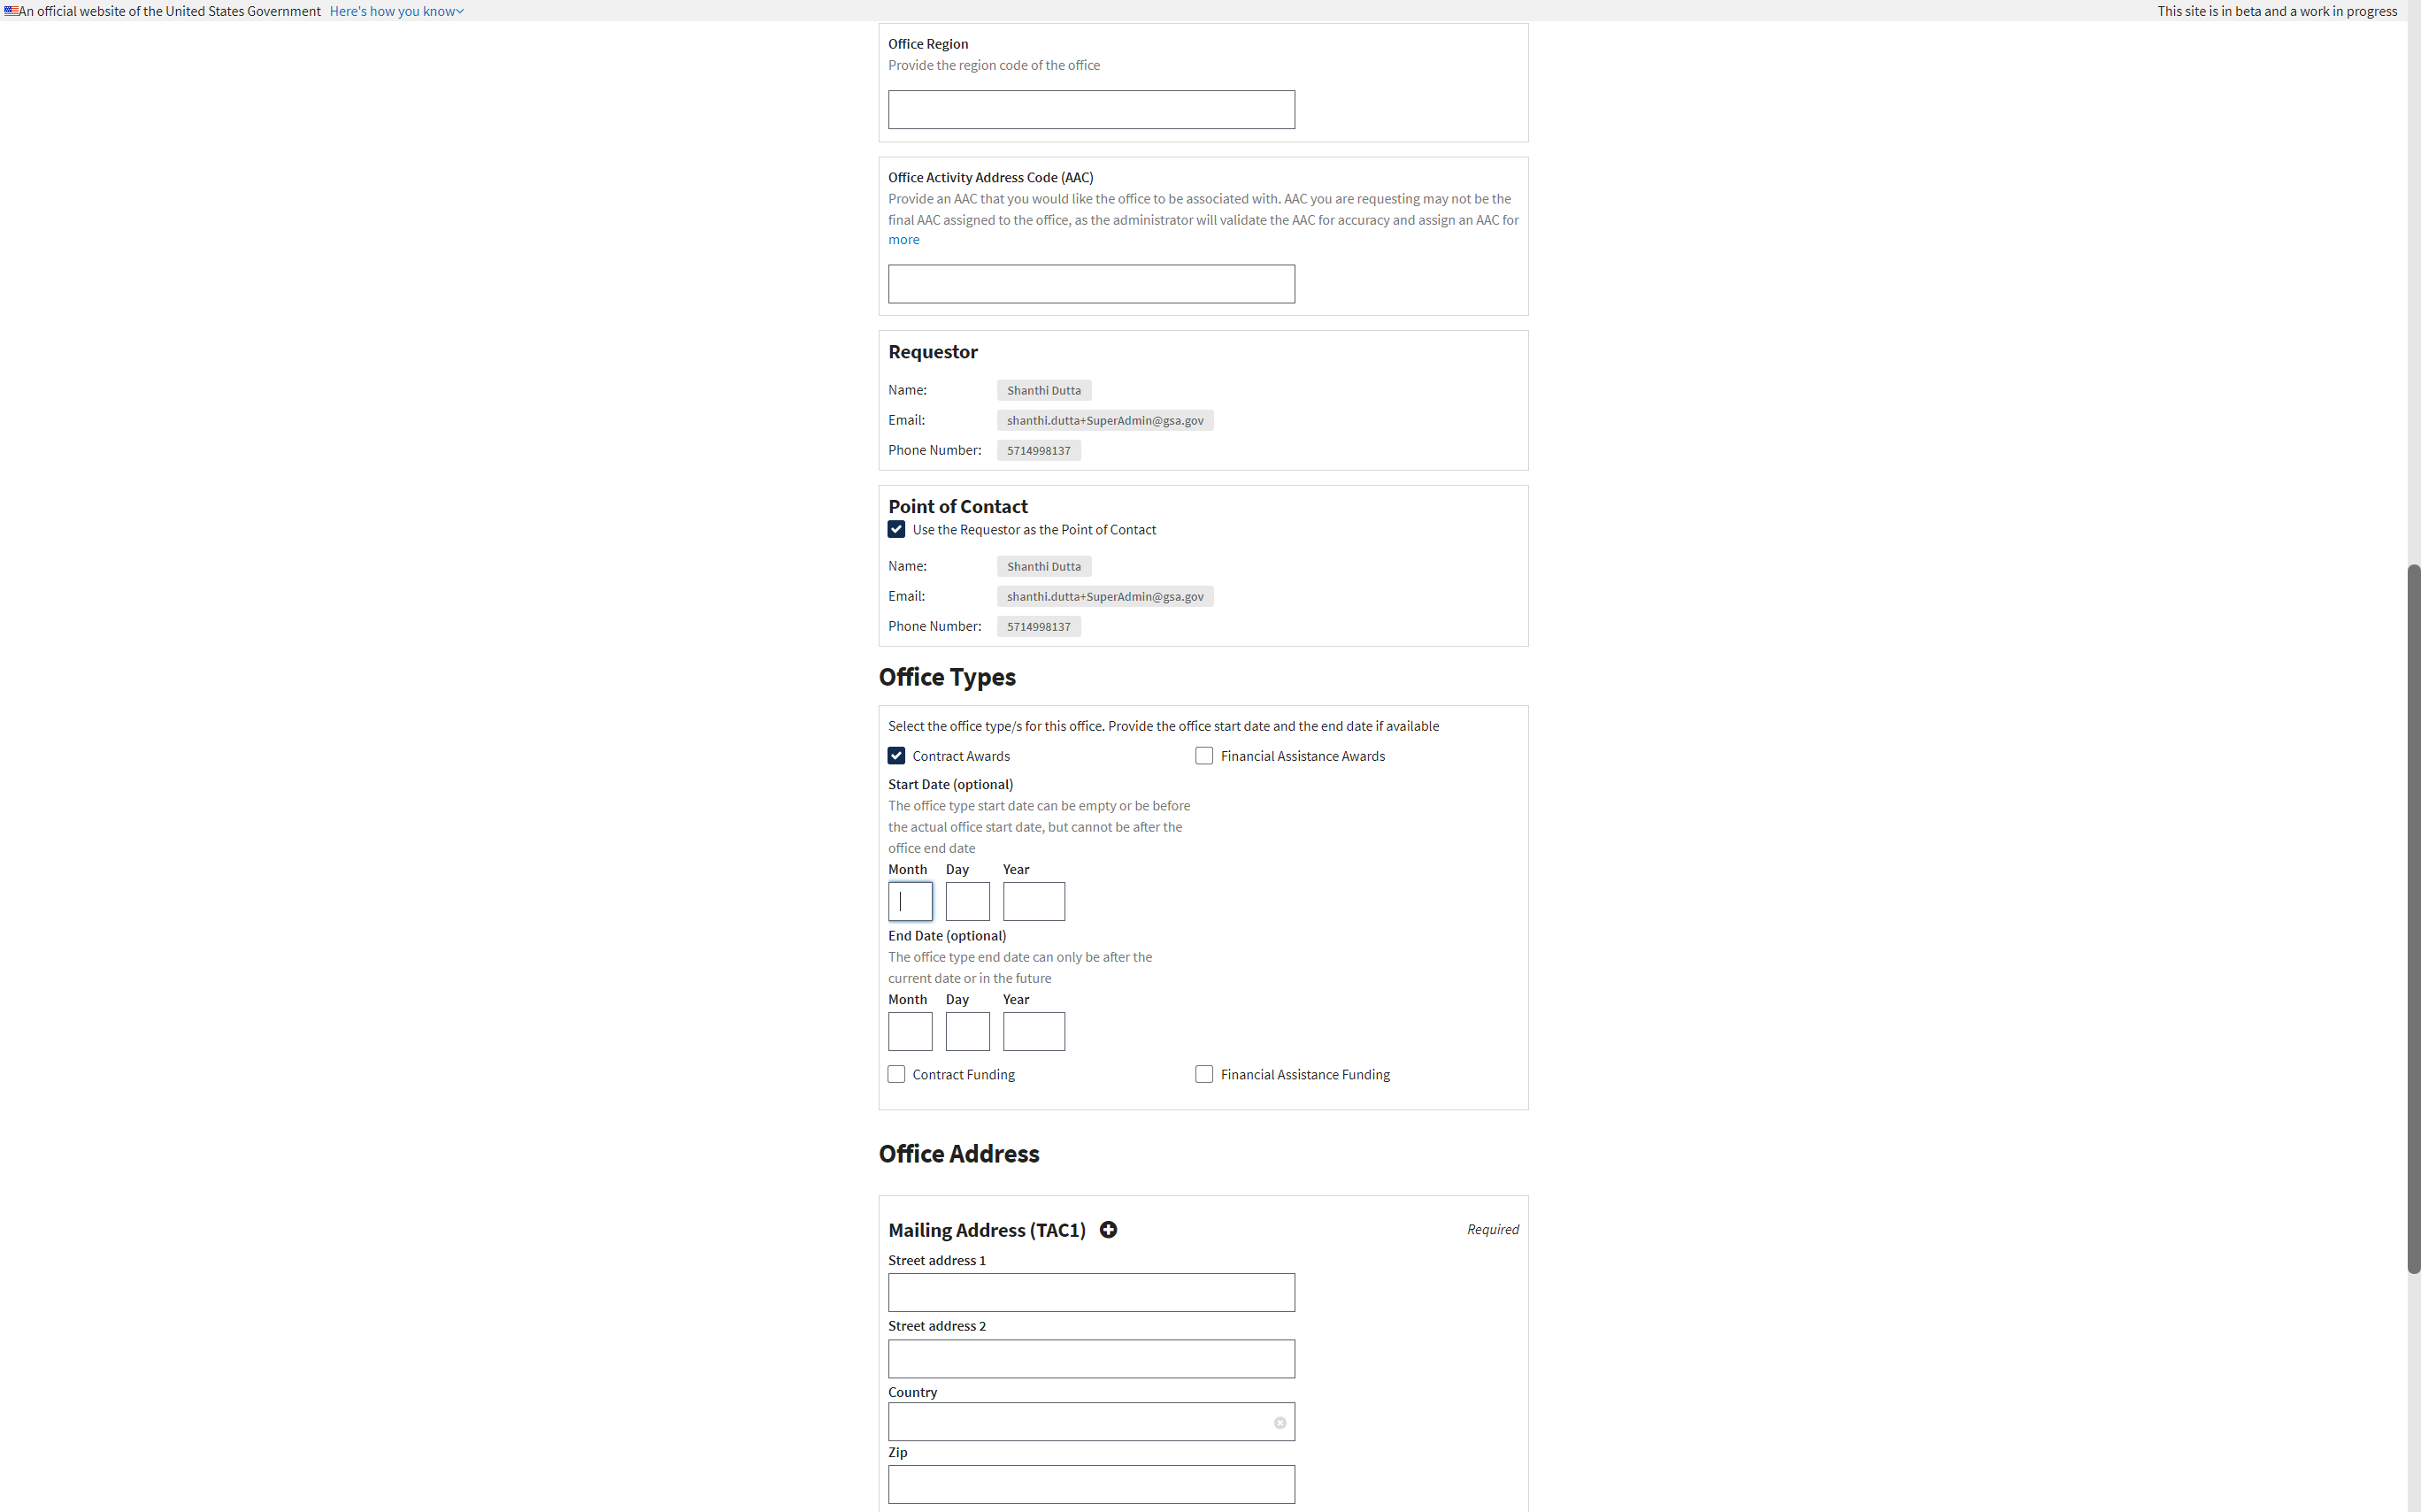 An official website of the United States Government Here's how you know
This site is in beta and a work in progress
Office Region
Provide the region code of the office
Office Activity Address Code (AAC)
Provide an AAC that you would like the office to be associated with. AAC you are requesting may not be the
final AAC assigned to the office, as the administrator will validate the AAC for accuracy and assign an AAC for
more
Requestor
Name: Shanthi Dutta
Email: shanthi.dutta+SuperAdmin@gsa.gov
Phone Number: 5714998137
Point of Contact
Use the Requestor as the Point of Contact
Name: Shanthi Dutta
Email: shanthi.dutta+SuperAdmin@gsa.gov
Phone Number: 5714998137
Office Types
Select the office type/s for this office. Provide the office start date and the end date if available
Contract Awards Financial Assistance Awards
Start Date (optional)
The office type start date can be empty or be before
the actual office start date, but cannot be after the
office end date
Month Day Year
End Date (optional)
The office type end date can only be after the
current date or in the future
Month Day Year
Contract Funding Financial Assistance Funding
Office Address
Mailing Address (TAC1) Required
Street address 1
Street address 2
Country
Zip